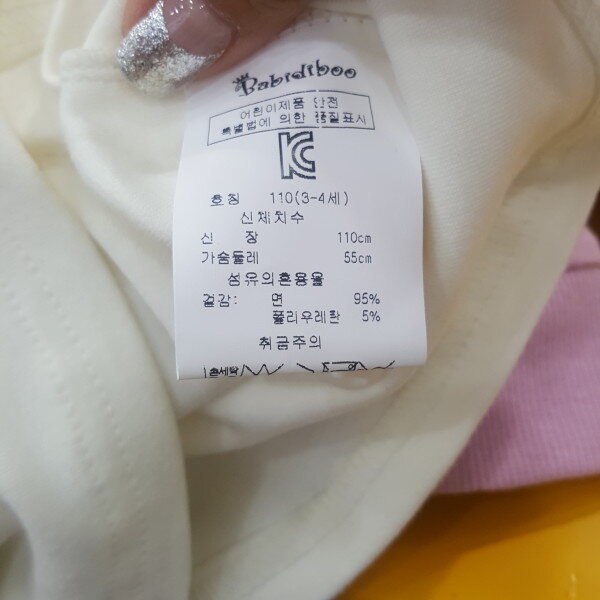 Babidiboo
어린이제품 안전
특별법에 의한 품질표시
KC
호칭 110(3-4세)
신체치수
신 장 110cm
가슴둘레 55cm
섬유의혼용율
겉감: 면 95%
폴리우레탄 5%
취급주의